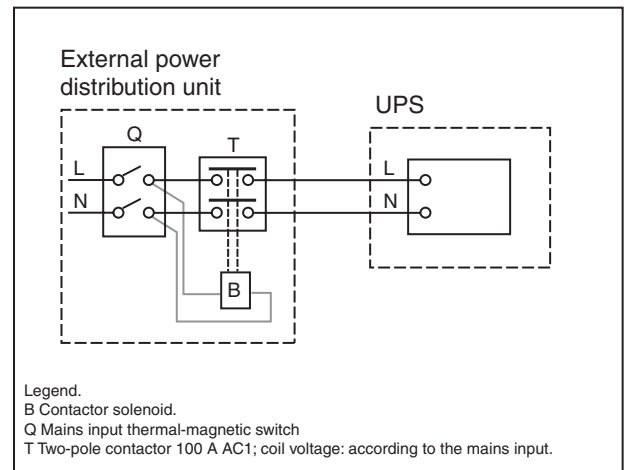 External power
distribution unit
UPS
Q
T
L
L
N
N
B
Legend.
B Contactor solenoid.
Q Mains input thermal-magnetic switch
T Two-pole contactor 100 A AC1; coil voltage: according to the mains input.